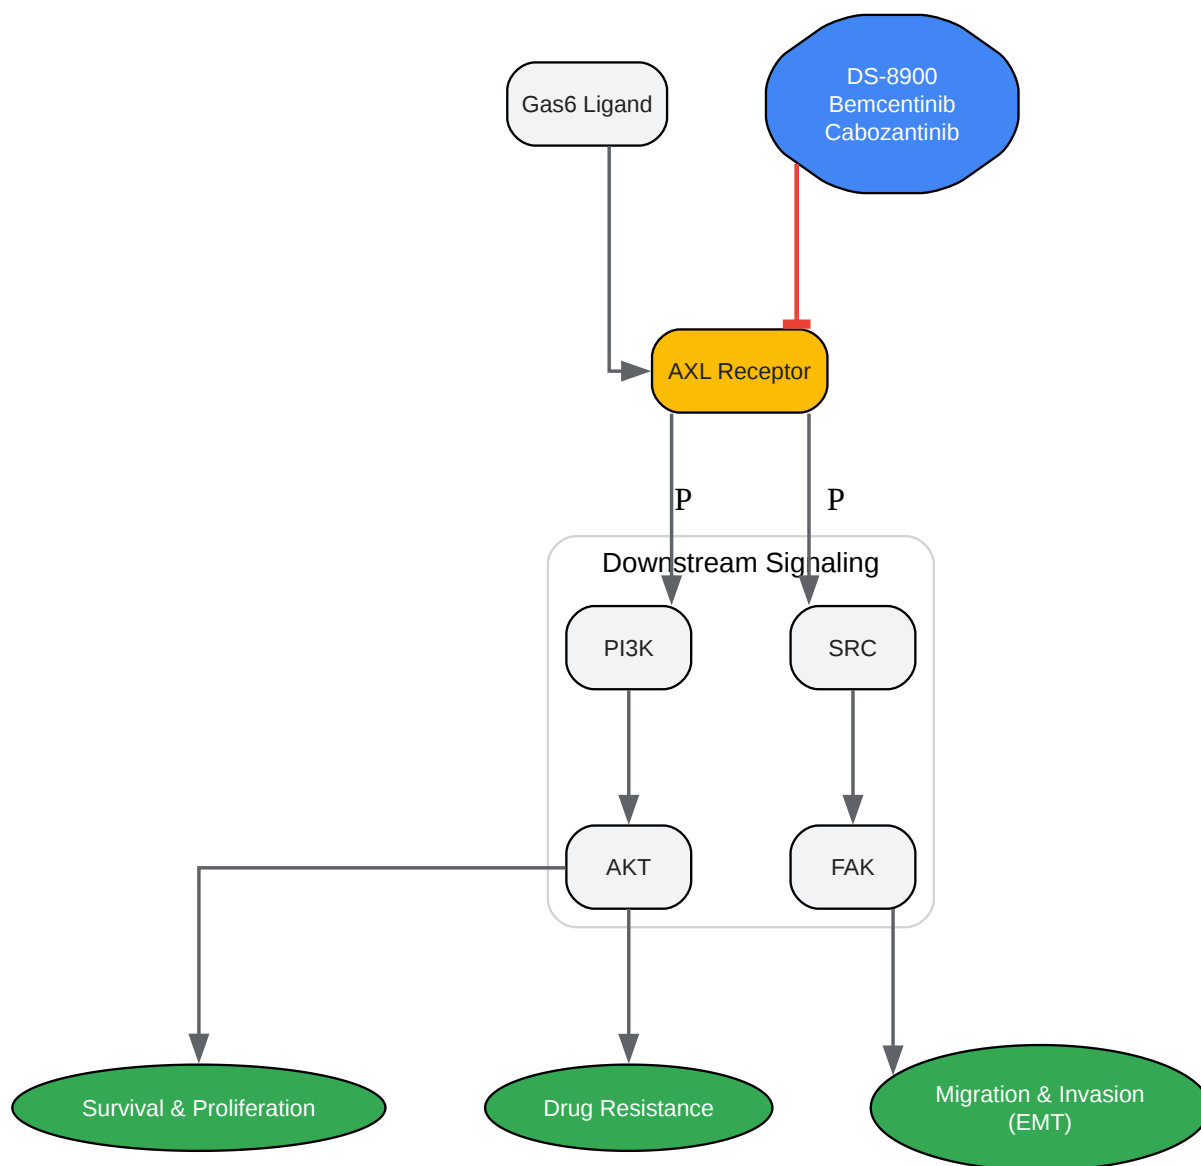 DS-8900
Bemcentinib
Cabozantinib
Gas6 Ligand
AXL Receptor
P
P
Downstream Signaling
PI3K
SRC
AKT
FAK
Survival & Proliferation
Drug Resistance
Migration & Invasion
(EMT)